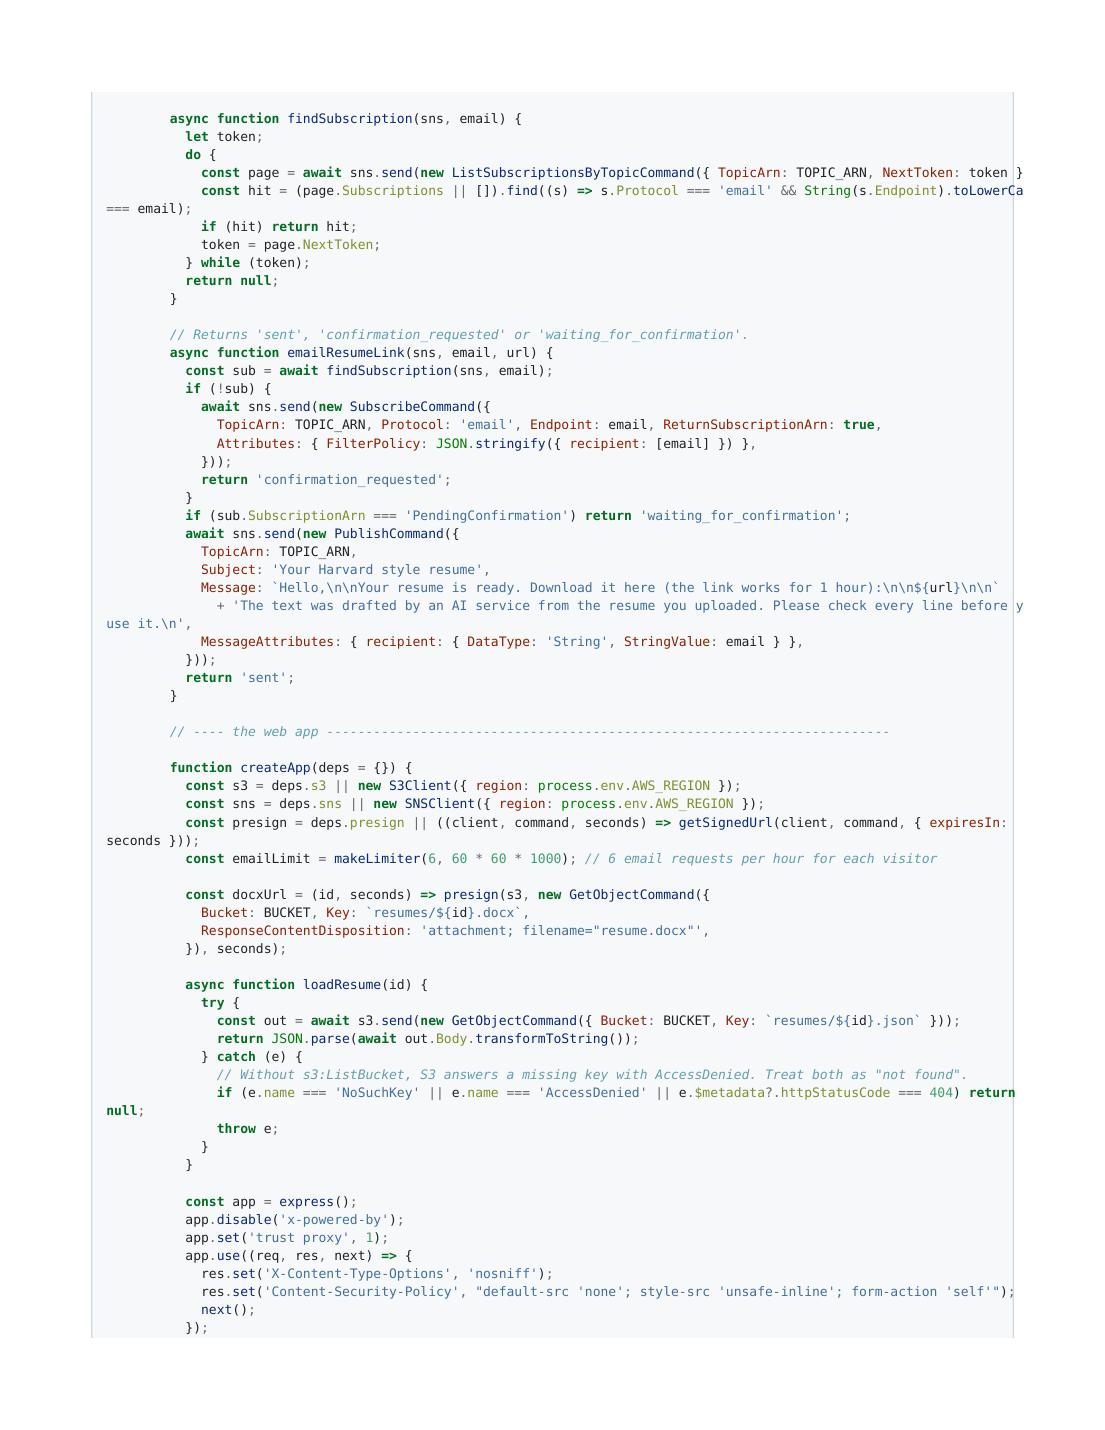 async function findSubscription(sns, email) {
let token;
do {
const page = await sns.send(new ListSubscriptionsByTopicCommand({ TopicArn: TOPIC_ARN, NextToken: token }
const hit = (page.Subscriptions || []).find((s) => s.Protocol === 'email' && String(s.Endpoint).toLowerCa
=== email);
if (hit) return hit;
token = page.NextToken;
} while (token);
return null;
}
// Returns 'sent', 'confirmation_requested' or 'waiting_for_confirmation'.
async function emailResumeLink(sns, email, url) {
const sub = await findSubscription(sns, email);
if (!sub) {
await sns.send(new SubscribeCommand({
TopicArn: TOPIC_ARN, Protocol: 'email', Endpoint: email, ReturnSubscriptionArn: true,
Attributes: { FilterPolicy: JSON.stringify({ recipient: [email] }) },
}));
return 'confirmation_requested';
}
if (sub.SubscriptionArn === 'PendingConfirmation') return 'waiting_for_confirmation';
await sns.send(new PublishCommand({
TopicArn: TOPIC_ARN,
Subject: 'Your Harvard style resume',
Message: `Hello,\n\nYour resume is ready. Download it here (the link works for 1 hour):\n\n${url}\n\n`
+ 'The text was drafted by an AI service from the resume you uploaded. Please check every line before y
use it.\n',
MessageAttributes: { recipient: { DataType: 'String', StringValue: email } },
}));
return 'sent';
}
// ---- the web app ------------------------------------------------------------------------
function createApp(deps = {}) {
const s3 = deps.s3 || new S3Client({ region: process.env.AWS_REGION });
const sns = deps.sns || new SNSClient({ region: process.env.AWS_REGION });
const presign = deps.presign || ((client, command, seconds) => getSignedUrl(client, command, { expiresIn:
seconds }));
const emailLimit = makeLimiter(6, 60 * 60 * 1000); // 6 email requests per hour for each visitor
const docxUrl = (id, seconds) => presign(s3, new GetObjectCommand({
Bucket: BUCKET, Key: `resumes/${id}.docx`,
ResponseContentDisposition: 'attachment; filename="resume.docx"',
}), seconds);
async function loadResume(id) {
try {
const out = await s3.send(new GetObjectCommand({ Bucket: BUCKET, Key: `resumes/${id}.json` }));
return JSON.parse(await out.Body.transformToString());
} catch (e) {
// Without s3:ListBucket, S3 answers a missing key with AccessDenied. Treat both as "not found".
if (e.name === 'NoSuchKey' || e.name === 'AccessDenied' || e.$metadata?.httpStatusCode === 404) return
null;
throw e;
}
}
const app = express();
app.disable('x-powered-by');
app.set('trust proxy', 1);
app.use((req, res, next) => {
res.set('X-Content-Type-Options', 'nosniff');
res.set('Content-Security-Policy', "default-src 'none'; style-src 'unsafe-inline'; form-action 'self'");
next();
});